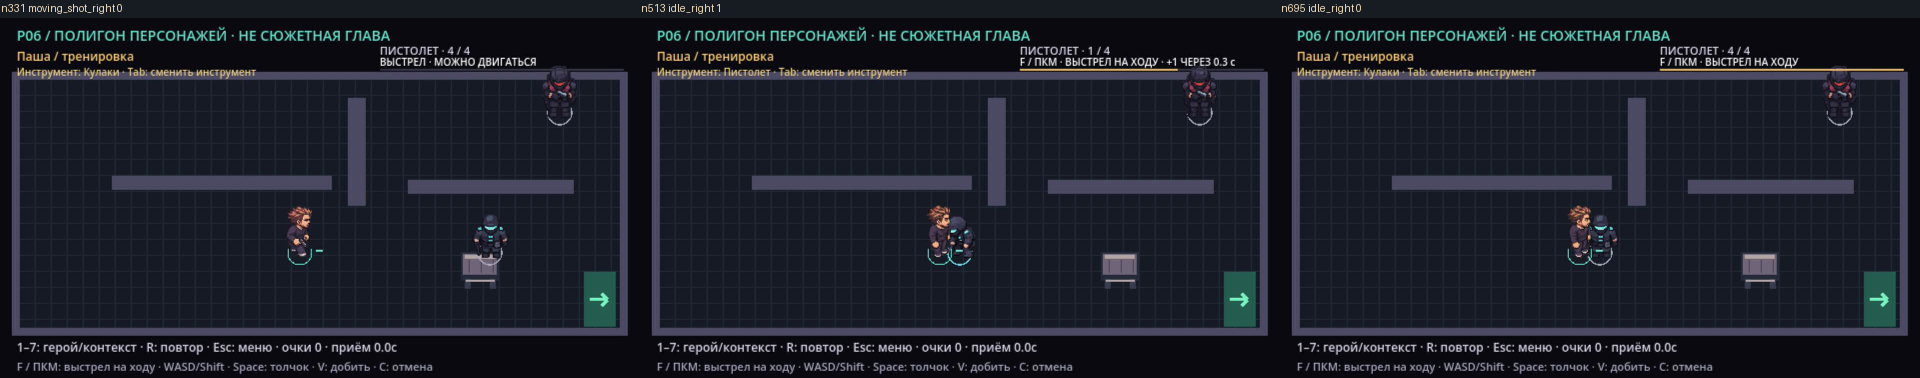 n331 moving_shot_right 0
P06 / ПОЛИГОН ПЕРСОНАЖЕЙ · НЕ СЮЖЕТНАЯ ГЛАВА
Паша / тренировка
ПИСТОЛЕТ · 4 / 4
ВЫСТРЕЛ · МОЖНО ДВИГАТЬСЯ
Инструмент: Кулаки · Tab: сменить инструмент
1–7: герой/контекст · R: повтор · Esc: меню · очки 0 · приём 0.0с
F / ПКМ: выстрел на ходу · WASD/Shift · Space: толчок · V: добить · C: отмена
n513 idle_right 1
P06 / ПОЛИГОН ПЕРСОНАЖЕЙ · НЕ СЮЖЕТНАЯ ГЛАВА
Паша / тренировка
ПИСТОЛЕТ · 1 / 4
F / ПКМ · ВЫСТРЕЛ НА ХОДУ · +1 ЧЕРЕЗ 0.3 с
Инструмент: Пистолет · Tab: сменить инструмент
1–7: герой/контекст · R: повтор · Esc: меню · очки 0 · приём 0.0с
F / ПКМ: выстрел на ходу · WASD/Shift · Space: толчок · V: добить · C: отмена
n695 idle_right 0
P06 / ПОЛИГОН ПЕРСОНАЖЕЙ · НЕ СЮЖЕТНАЯ ГЛАВА
Паша / тренировка
ПИСТОЛЕТ · 4 / 4
F / ПКМ · ВЫСТРЕЛ НА ХОДУ
Инструмент: Кулаки · Tab: сменить инструмент
1–7: герой/контекст · R: повтор · Esc: меню · очки 0 · приём 0.0с
F / ПКМ: выстрел на ходу · WASD/Shift · Space: толчок · V: добить · C: отмена